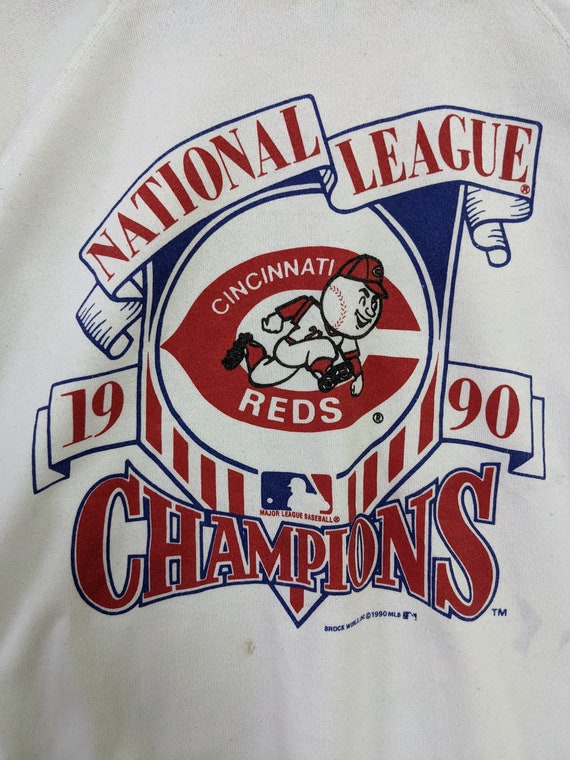 NATIONAL LEAGUE®
CINCINNATI
REDS ®
19 90
MAJOR LEAGUE BASEBALL®
CHAMPIONS ™
©1990 MLB